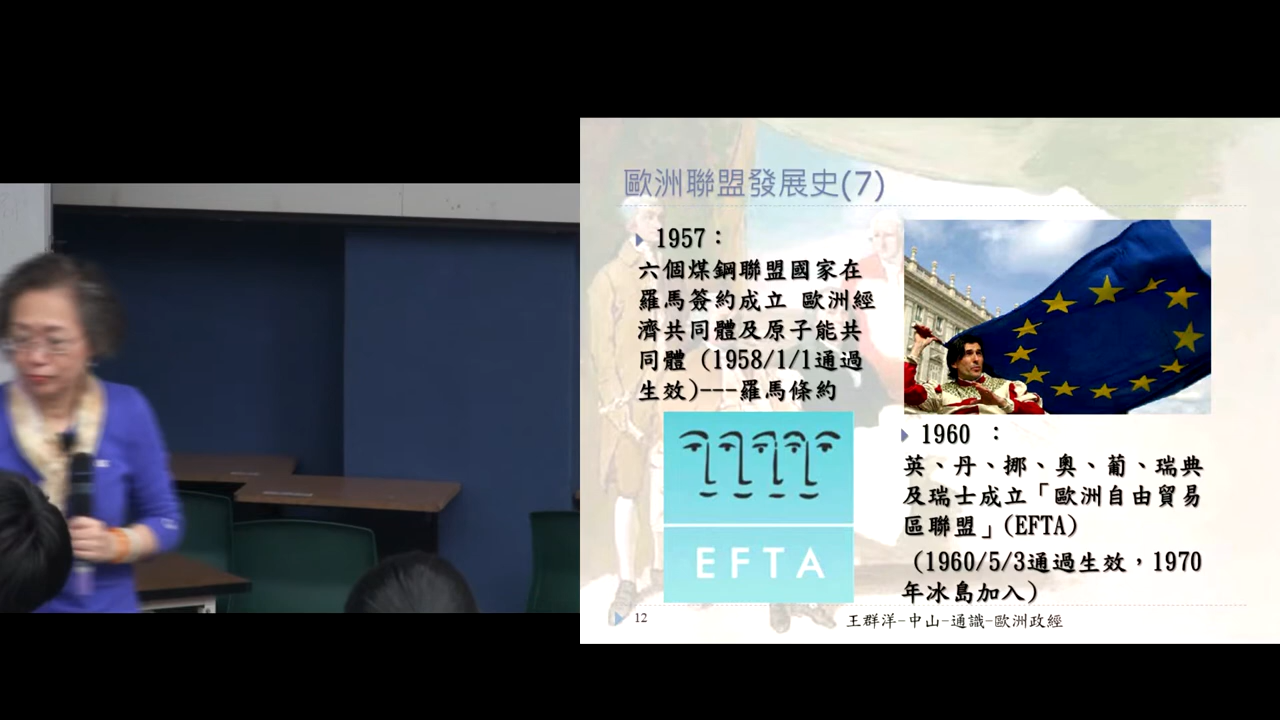 歐洲聯盟發展史(7)
1957：
六個煤鋼聯盟國家在
羅馬簽約成立 歐洲經
濟共同體及原子能共
同體 (1958/1/1通過
生效)---羅馬條約
EFTA
1960 ：
英、丹、挪、奧、葡、瑞典
及瑞士成立「歐洲自由貿易
區聯盟」(EFTA)
(1960/5/3通過生效，1970
年冰島加入)
12
王群洋-中山-通識-歐洲政經